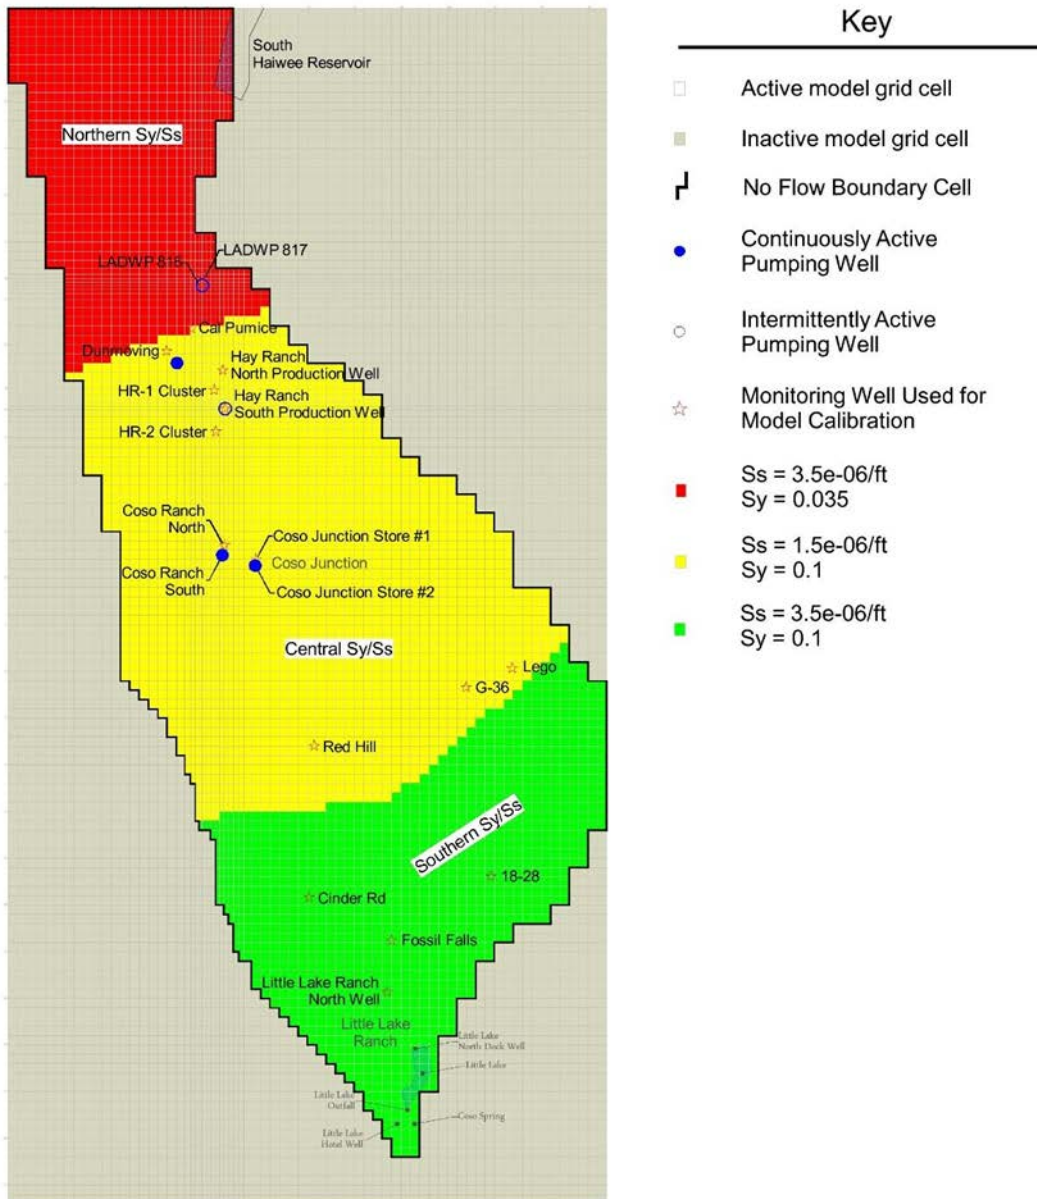 South
Haiwee Reservoir
Northern Sy/Ss
LADWP 817
LADWP 815
Cal Pumice
Dunmoving
Hay Ranch
North Production Well
HR-1 Cluster
Hay Ranch
South Production Well
HR-2 Cluster
Coso Ranch
North
Coso Junction Store #1
Coso Junction
Coso Ranch
South
Coso Junction Store #2
Central Sy/Ss
Lego
G-36
Red Hill
Southern Sy/Ss
18-28
Cinder Rd
Fossil Falls
Little Lake Ranch
North Well
Little Lake
Ranch
Little Lake
North Dock Well
Little Lake
Little Lake
Outfall
Coso Spring
Little Lake
Hotel Well
Key
Active model grid cell
Inactive model grid cell
No Flow Boundary Cell
Continuously Active
Pumping Well
Intermittently Active
Pumping Well
Monitoring Well Used for
Model Calibration
Ss = 3.5e-06/ft
Sy = 0.035
Ss = 1.5e-06/ft
Sy = 0.1
Ss = 3.5e-06/ft
Sy = 0.1